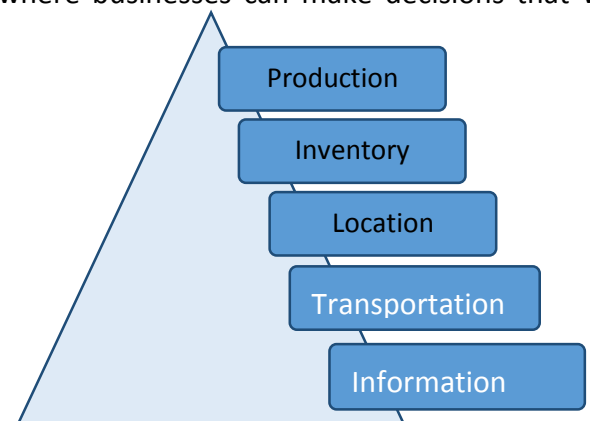 where businesses can make decisions that
Production
Inventory
Location
Transportation
Information